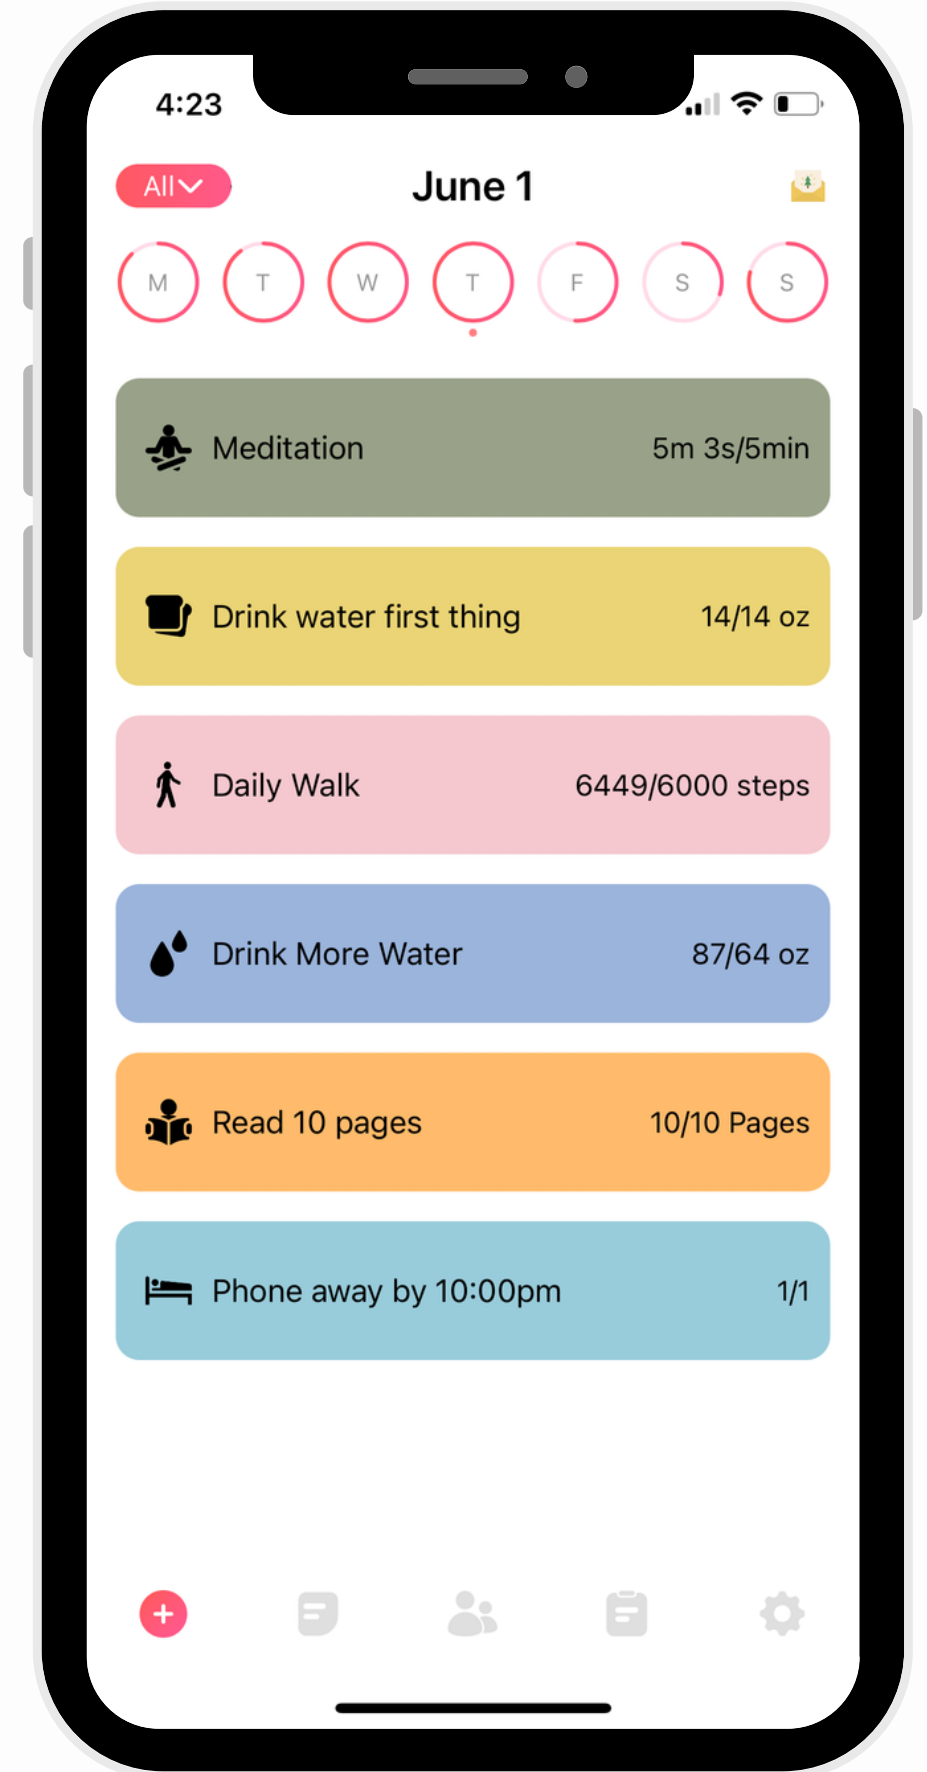 4:23
All
June 1
M T W T F S S
Meditation 5m 3s/5min
Drink water first thing 14/14 oz
Daily Walk 6449/6000 steps
Drink More Water 87/64 oz
Read 10 pages 10/10 Pages
Phone away by 10:00pm 1/1